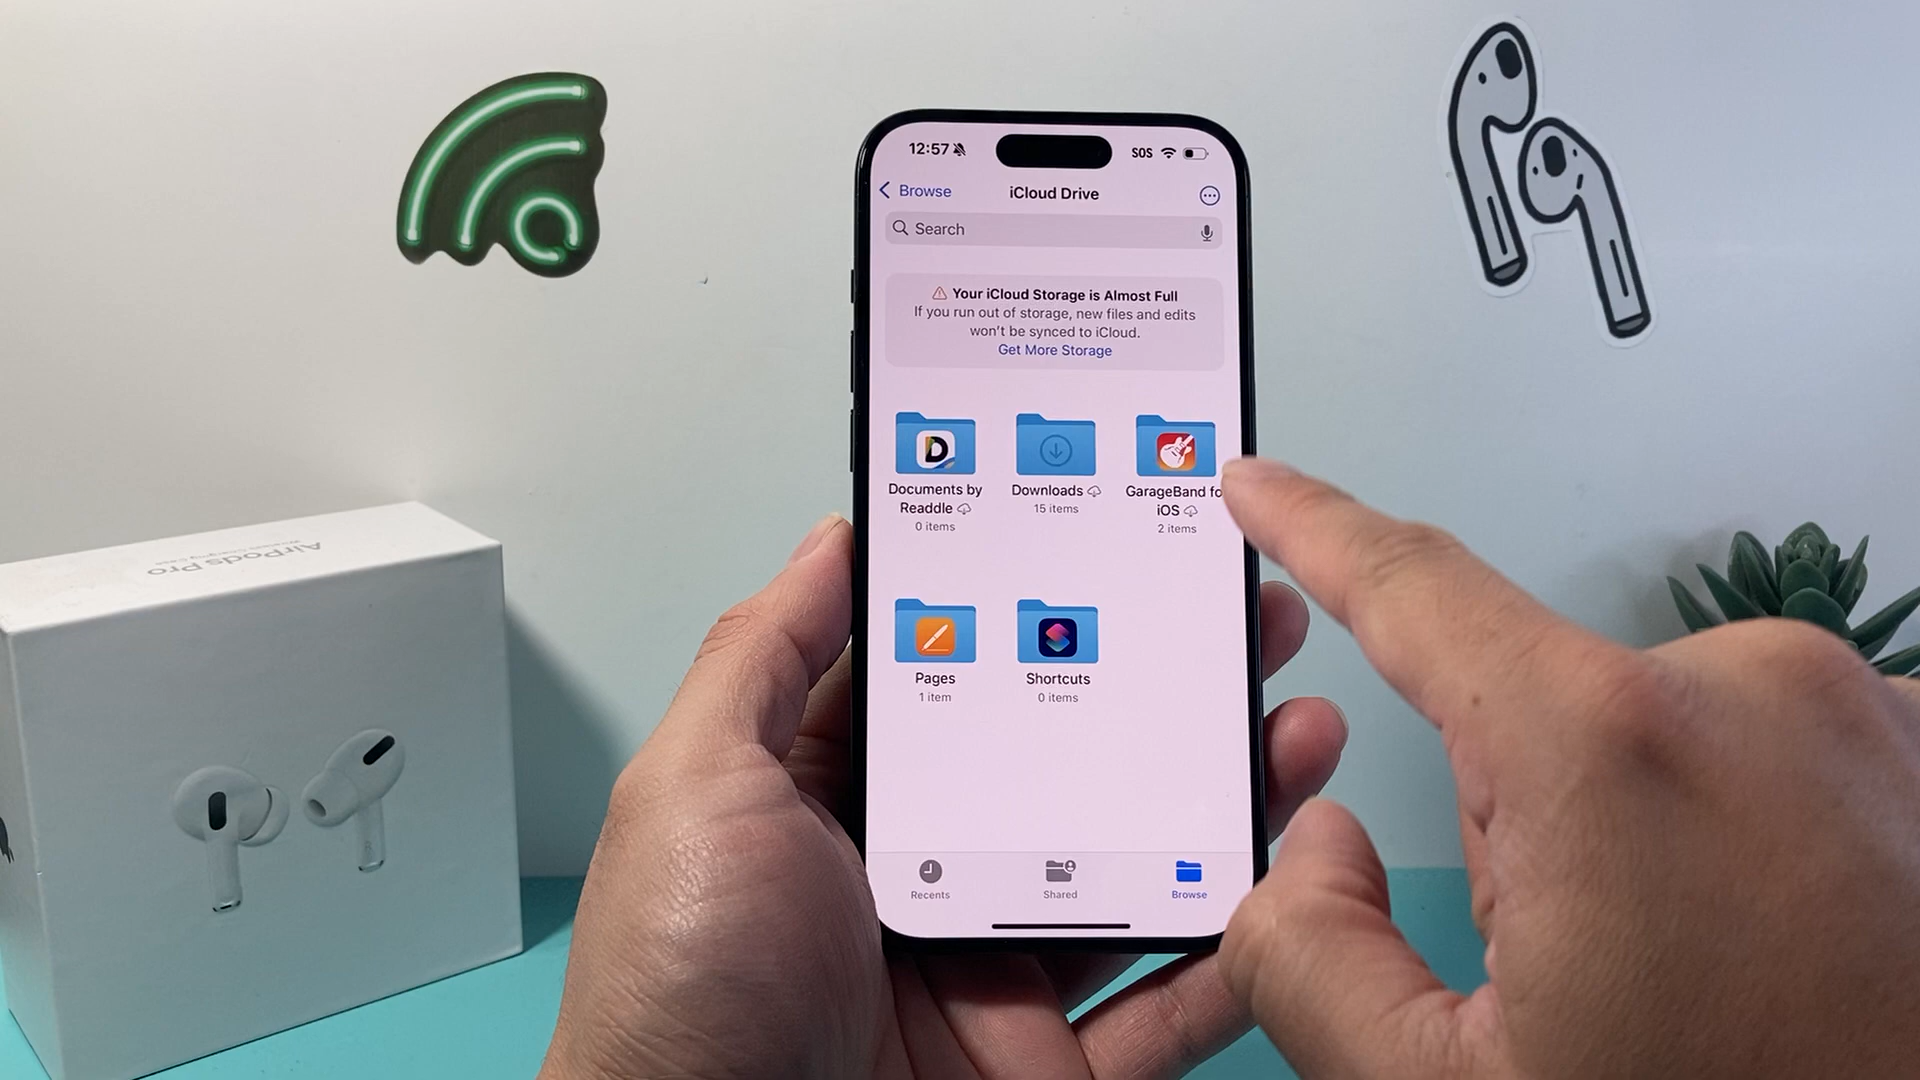 12:57
SOS
Browse
iCloud Drive
Search
Your iCloud Storage is Almost Full
If you run out of storage, new files and edits
won't be synced to iCloud.
Get More Storage
Documents by
Readdle
0 items
Downloads
15 items
GarageBand fo
iOS
2 items
Pages
1 item
Shortcuts
0 items
Recents
Shared
Browse
AirPods Pro